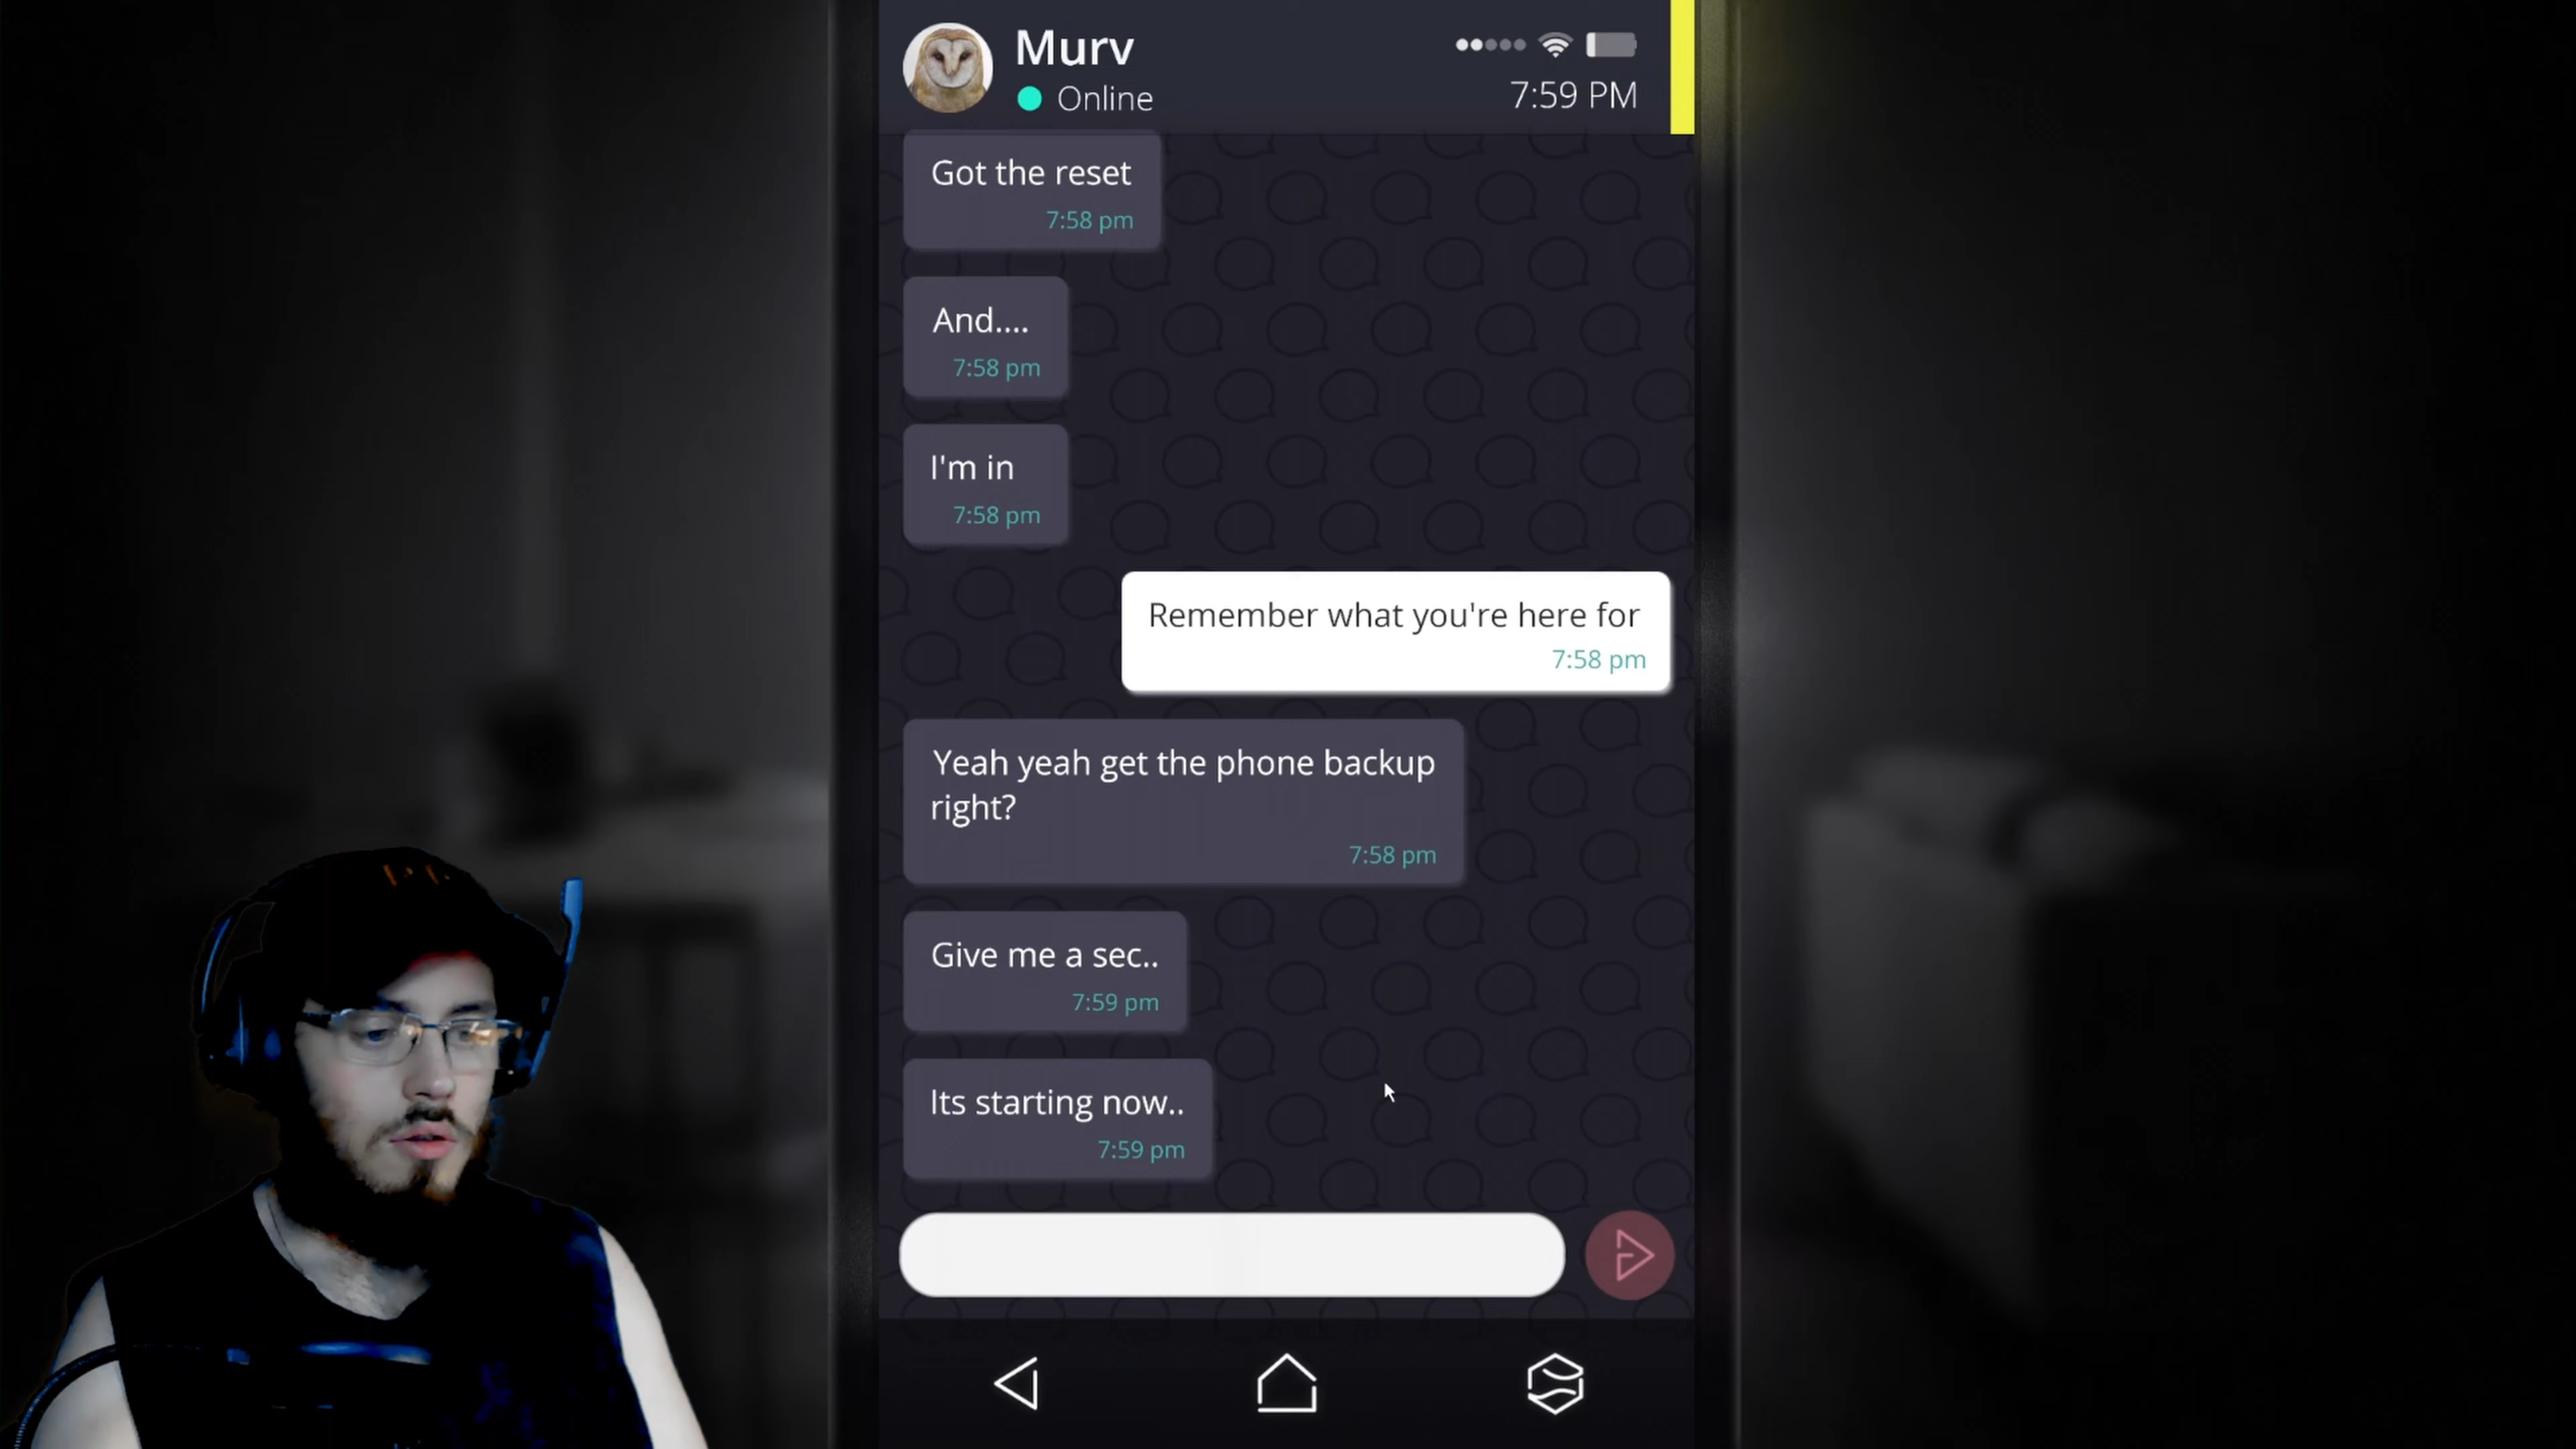 Murv
Online
7:59 PM
Got the reset
7:58 pm
And....
7:58 pm
I'm in
7:58 pm
Remember what you're here for
7:58 pm
Yeah yeah get the phone backup
right?
7:58 pm
Give me a sec..
7:59 pm
Its starting now..
7:59 pm